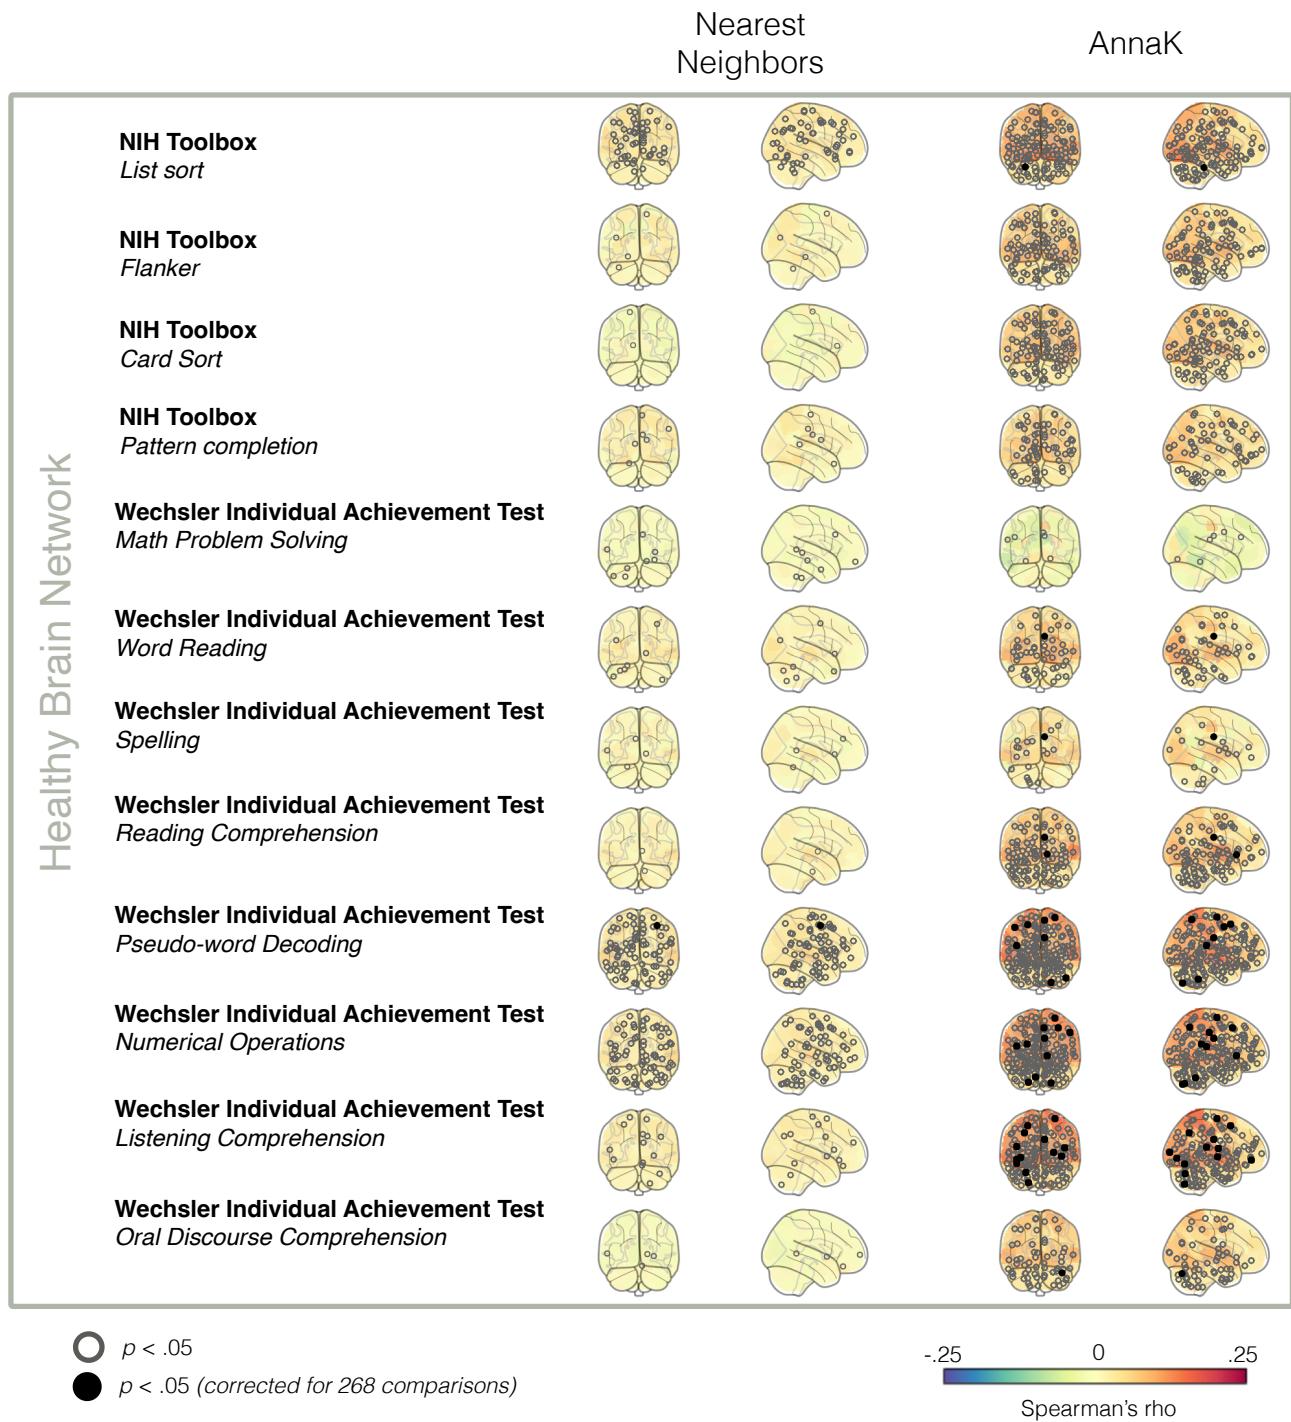 Nearest
Neighbors
AnnaK
Healthy Brain Network
NIH Toolbox
List sort
NIH Toolbox
Flanker
NIH Toolbox
Card Sort
NIH Toolbox
Pattern completion
Wechsler Individual Achievement Test
Math Problem Solving
Wechsler Individual Achievement Test
Word Reading
Wechsler Individual Achievement Test
Spelling
Wechsler Individual Achievement Test
Reading Comprehension
Wechsler Individual Achievement Test
Pseudo-word Decoding
Wechsler Individual Achievement Test
Numerical Operations
Wechsler Individual Achievement Test
Listening Comprehension
Wechsler Individual Achievement Test
Oral Discourse Comprehension
p < .05
p < .05 (corrected for 268 comparisons)
-.25 0 .25
Spearman's rho